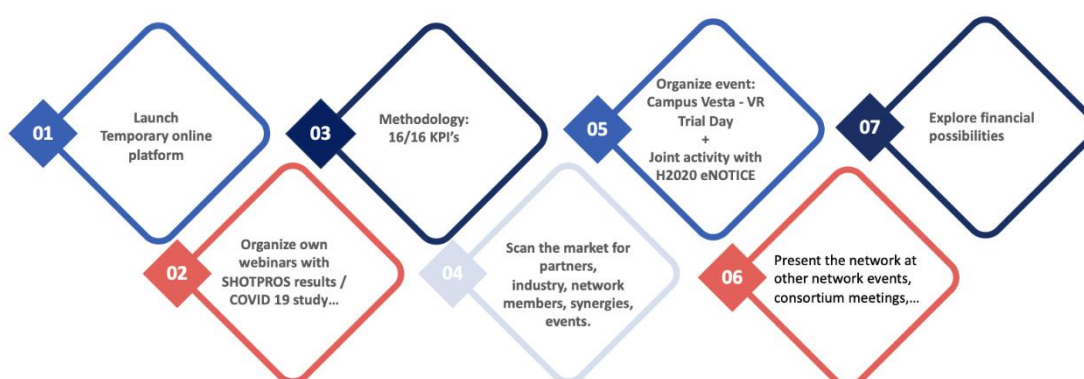 01
Launch
Temporary online
platform
02
Organize own
webinars with
SHOTPROS results /
COVID 19 study…
03
Methodology:
16/16 KPI's
04
Scan the market for
partners,
industry, network
members, synergies,
events.
05
Organize event:
Campus Vesta - VR
Trial Day
+
Joint activity with
H2020 eNOTICE
06
Present the network at
other network events,
consortium meetings,…
07
Explore financial
possibilities